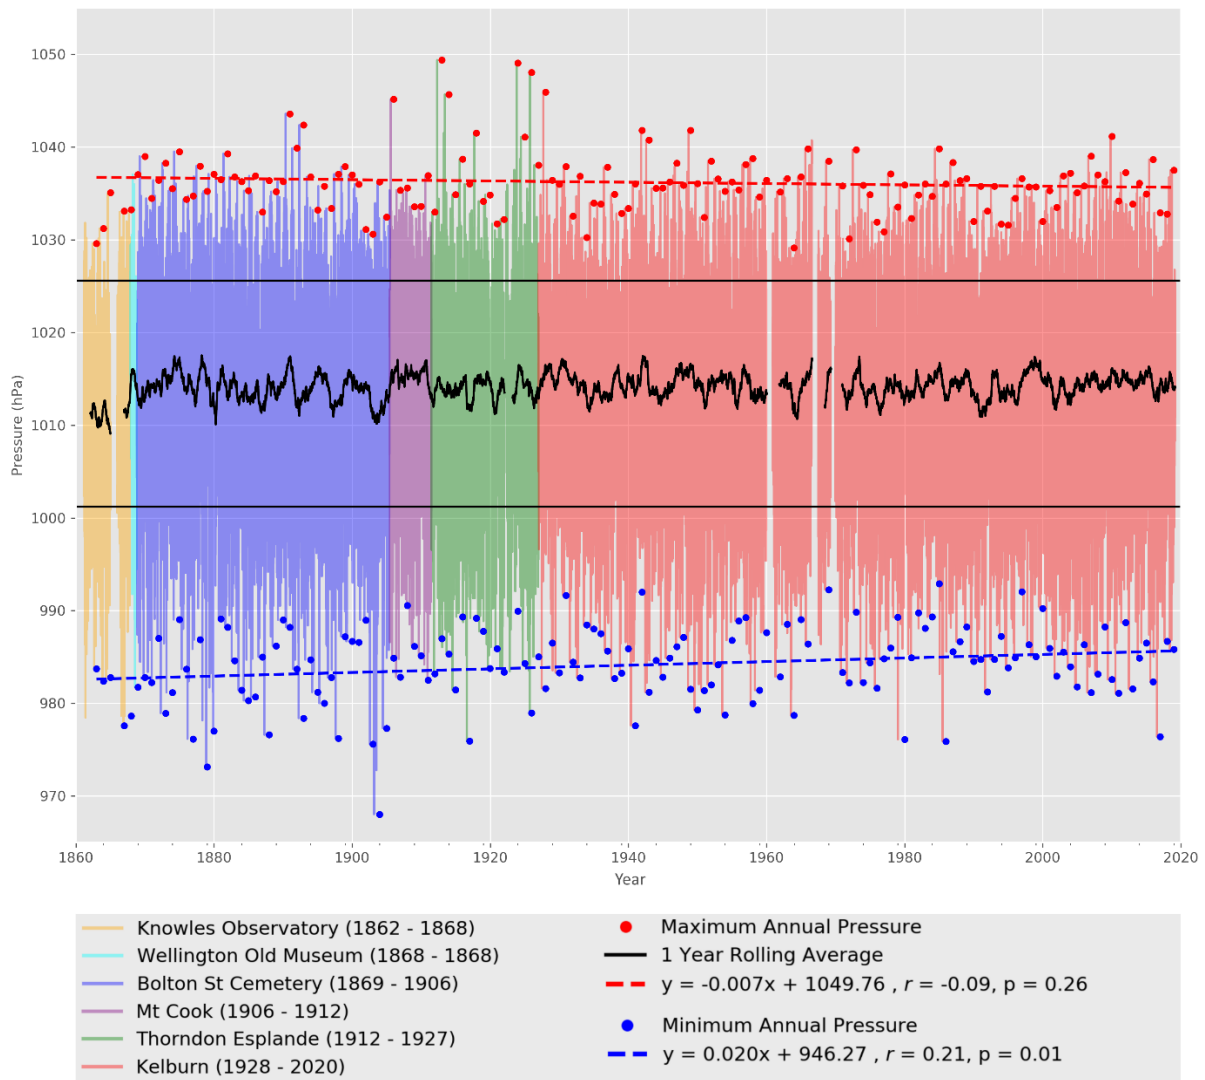 1050
1040
1030
1020
1010
1000
990
980
970
Pressure (hPa)
1860 1880 1900 1920 1940 1960 1980 2000 2020
Year
Knowles Observatory (1862 - 1868)
Wellington Old Museum (1868 - 1868)
Bolton St Cemetery (1869 - 1906)
Mt Cook (1906 - 1912)
Thorndon Esplande (1912 - 1927)
Kelburn (1928 - 2020)
Maximum Annual Pressure
1 Year Rolling Average
y = -0.007x + 1049.76 , r = -0.09, p = 0.26
Minimum Annual Pressure
y = 0.020x + 946.27 , r = 0.21, p = 0.01